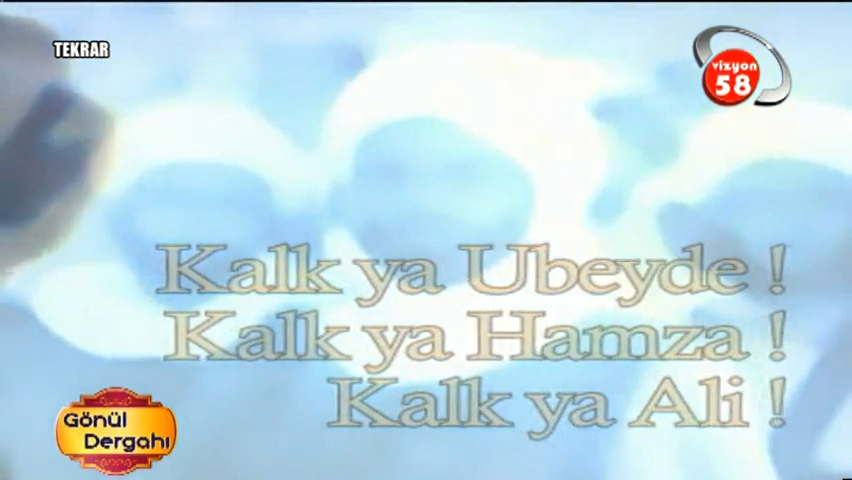 TEKRAR
vizyon
58
Kalk ya Ubeyde !
Kalk ya Hamza !
Kalk ya Ali !
Gönül
Dergahı